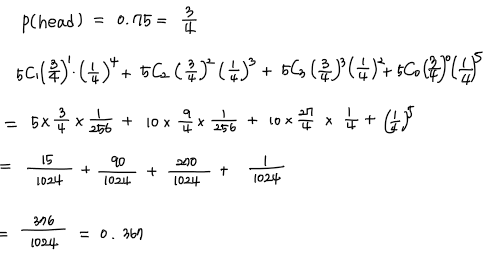 P(head) = 0.75 = 3/4
5C₁(3/4)¹·(1/4)⁴ + 5C₂(3/4)²(1/4)³ + 5C₃(3/4)³(1/4)² + 5C₀(3/4)⁰(1/4)⁵
= 5 × 3/4 × 1/256 + 10 × 9/4 × 1/256 + 10 × 27/4 × 1/4 + (1/4)⁵
= 15/1024 + 90/1024 + 270/1024 + 1/1024
= 376/1024 = 0.367